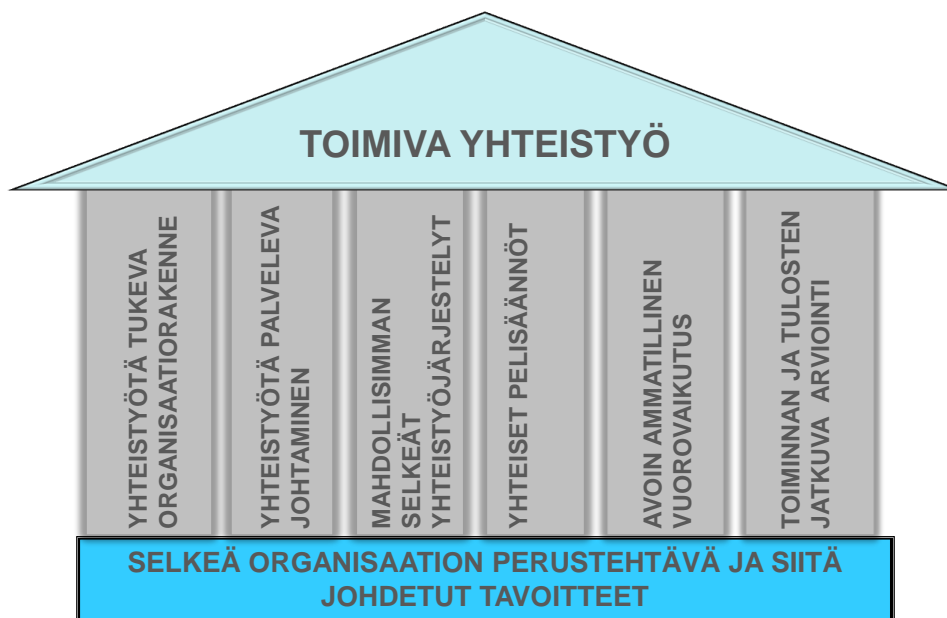 TOIMIVA YHTEISTYÖ
YHTEISTYÖTÄ TUKEVA
ORGANISAATIORAKENNE
YHTEISTYÖTÄ PALVELEVA
JOHTAMINEN
MAHDOLLISIMMAN
SELKEÄT
YHTEISTYÖJÄRJESTELYT
YHTEISET PELISÄÄNNÖT
AVOIN AMMATILLINEN
VUOROVAIKUTUS
TOIMINNAN JA TULOSTEN
JATKUVA ARVIOINTI
SELKEÄ ORGANISAATION PERUSTEHTÄVÄ JA SIITÄ
JOHDETUT TAVOITTEET